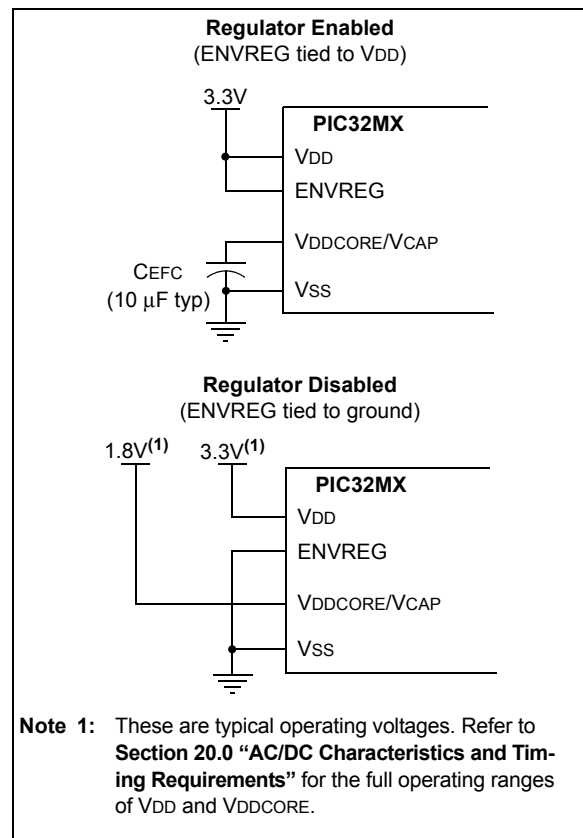 Regulator Enabled
(ENVREG tied to VDD)
3.3V
PIC32MX
VDD
ENVREG
VDDCORE/VCAP
CEFC
(10 μF typ)
VSS
Regulator Disabled
(ENVREG tied to ground)
1.8V(1) 3.3V(1)
PIC32MX
VDD
ENVREG
VDDCORE/VCAP
VSS
Note 1: These are typical operating voltages. Refer to
Section 20.0 “AC/DC Characteristics and Tim-
ing Requirements” for the full operating ranges
of VDD and VDDCORE.